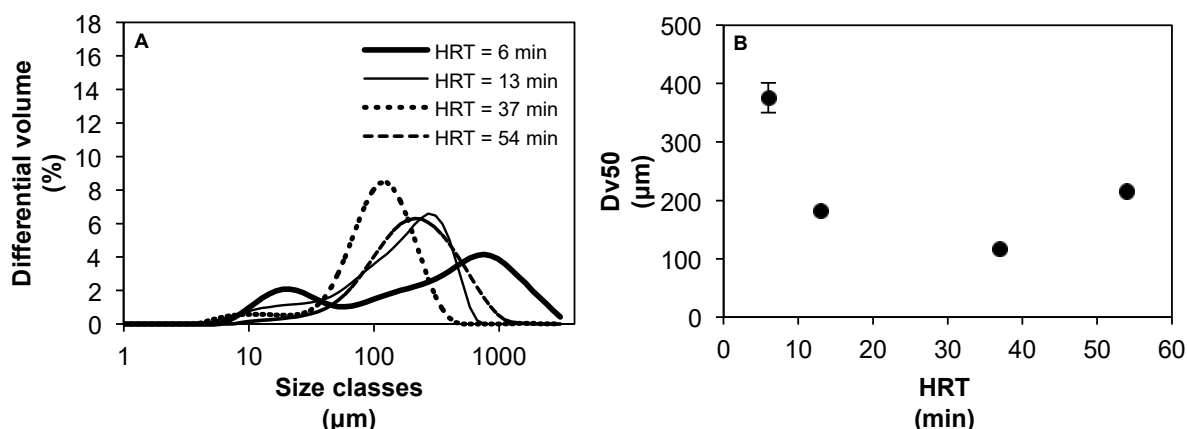 A
18
16
14
12
10
8
6
4
2
0
Differential volume
(%)
HRT = 6 min
HRT = 13 min
HRT = 37 min
HRT = 54 min
1 10 100 1000
Size classes
(µm)
B
500
400
300
200
100
0
Dv50
(µm)
0 10 20 30 40 50 60
HRT
(min)